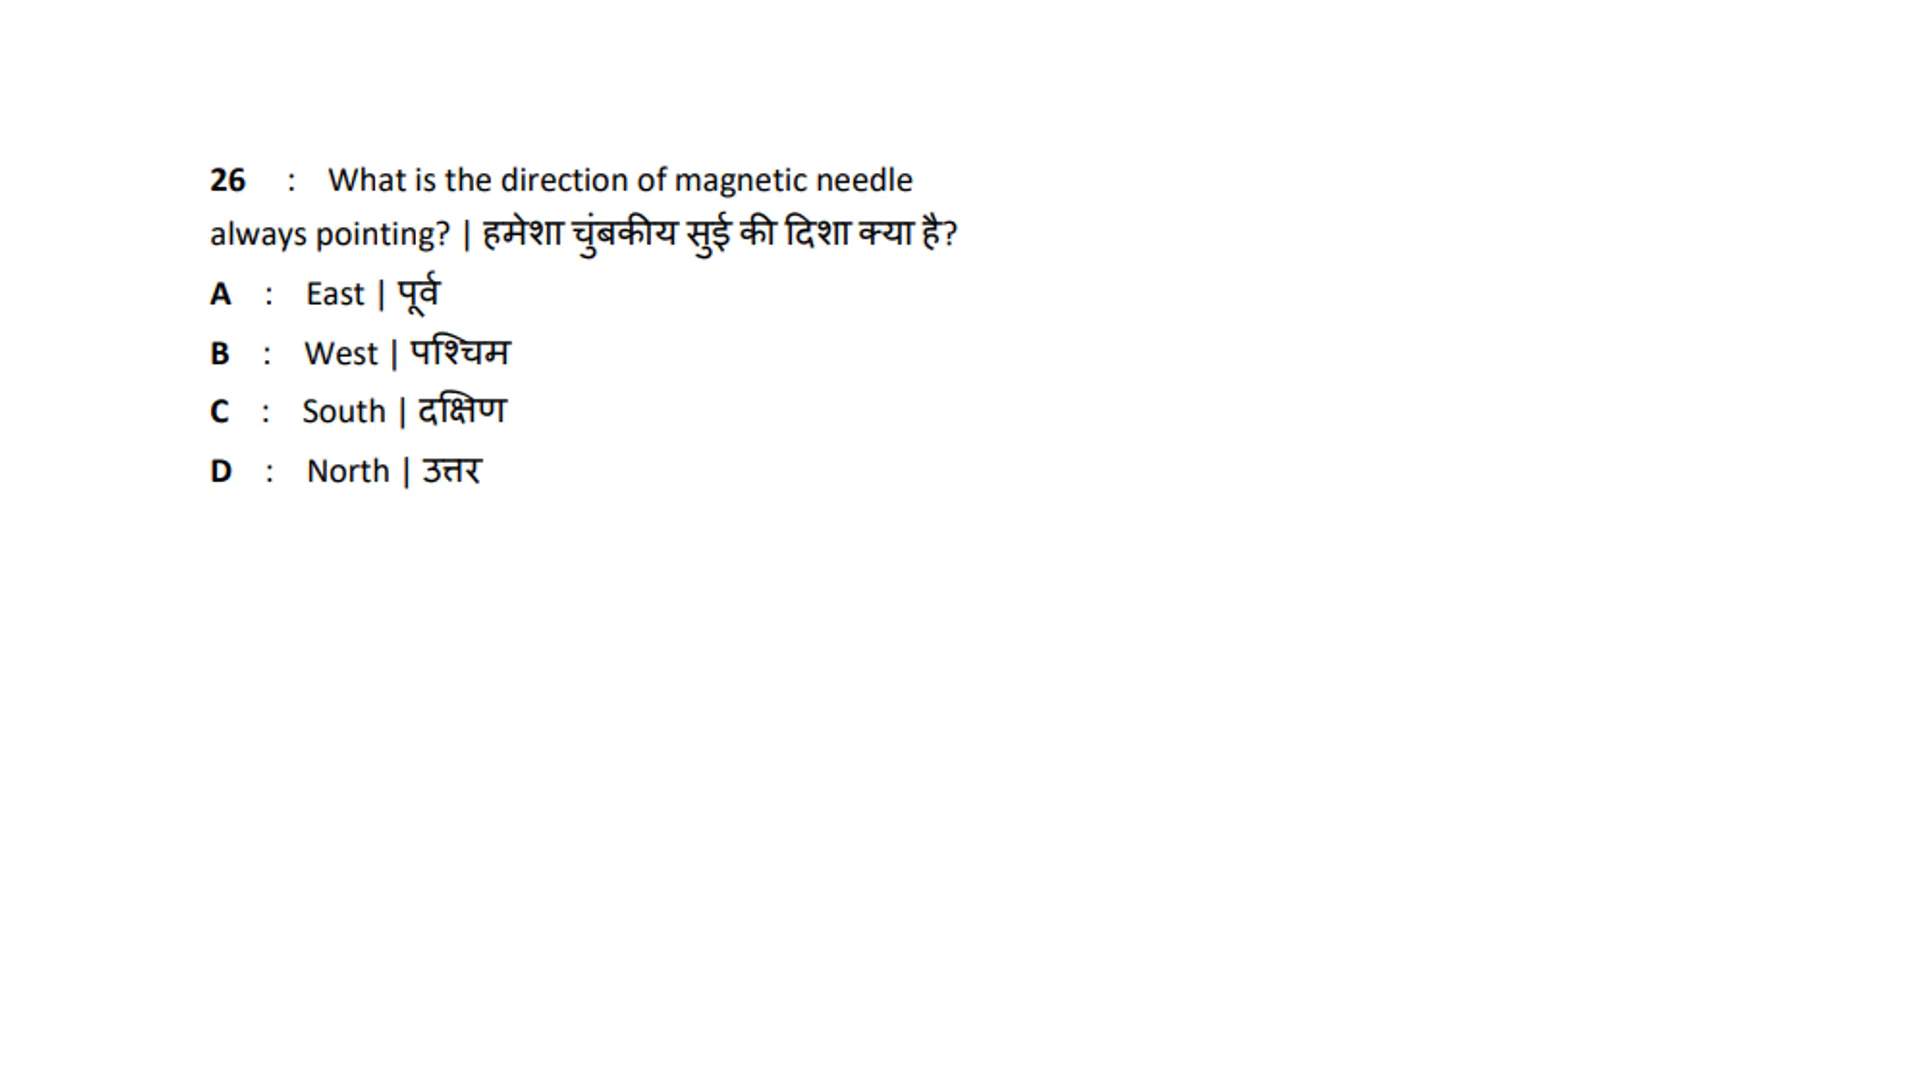 26 : What is the direction of magnetic needle
always pointing? | हमेशा चुंबकीय सुई की दिशा क्या है?
A : East | पूर्व
B : West | पश्चिम
C : South | दक्षिण
D : North | उत्तर